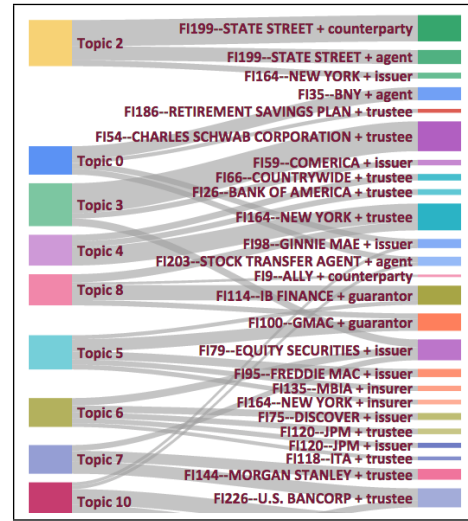 Topic 2
Topic 0
Topic 3
Topic 4
Topic 8
Topic 5
Topic 6
Topic 7
Topic 10
FI199--STATE STREET + counterparty
FI199--STATE STREET + agent
FI164--NEW YORK + issuer
FI35--BNY + agent
FI186--RETIREMENT SAVINGS PLAN + trustee
FI54--CHARLES SCHWAB CORPORATION + trustee
FI59--COMERICA + issuer
FI66--COUNTRYWIDE + trustee
FI26--BANK OF AMERICA + trustee
FI164--NEW YORK + trustee
FI98--GINNIE MAE + issuer
FI203--STOCK TRANSFER AGENT + agent
FI9--ALLY + counterparty
FI114--IB FINANCE + guarantor
FI100--GMAC + guarantor
FI79--EQUITY SECURITIES + issuer
FI95--FREDDIE MAC + issuer
FI135--MBIA + insurer
FI164--NEW YORK + insurer
FI75--DISCOVER + issuer
FI120--JPM + trustee
FI120--JPM + issuer
FI118--ITA + trustee
FI144--MORGAN STANLEY + trustee
FI226--U.S. BANCORP + trustee